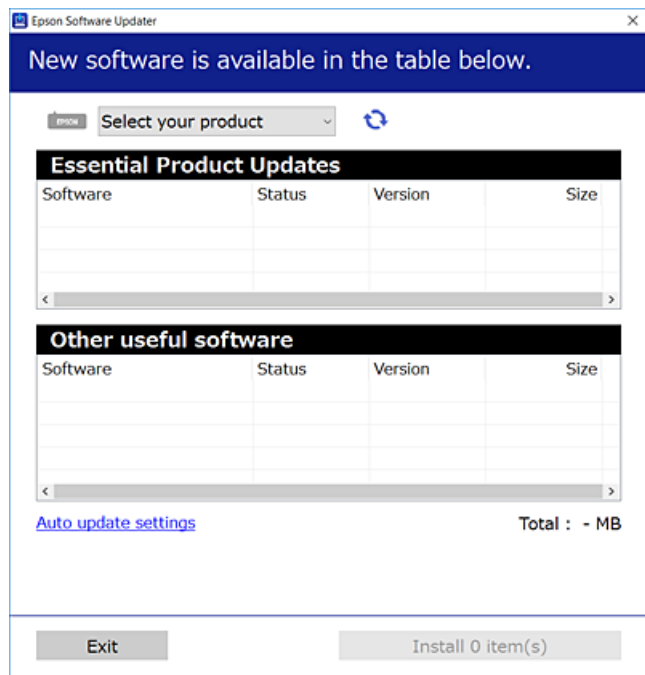 Epson Software Updater
New software is available in the table below.
EPSON Select your product
Essential Product Updates
Software Status Version Size
Other useful software
Software Status Version Size
Auto update settings Total : - MB
Exit Install 0 item(s)